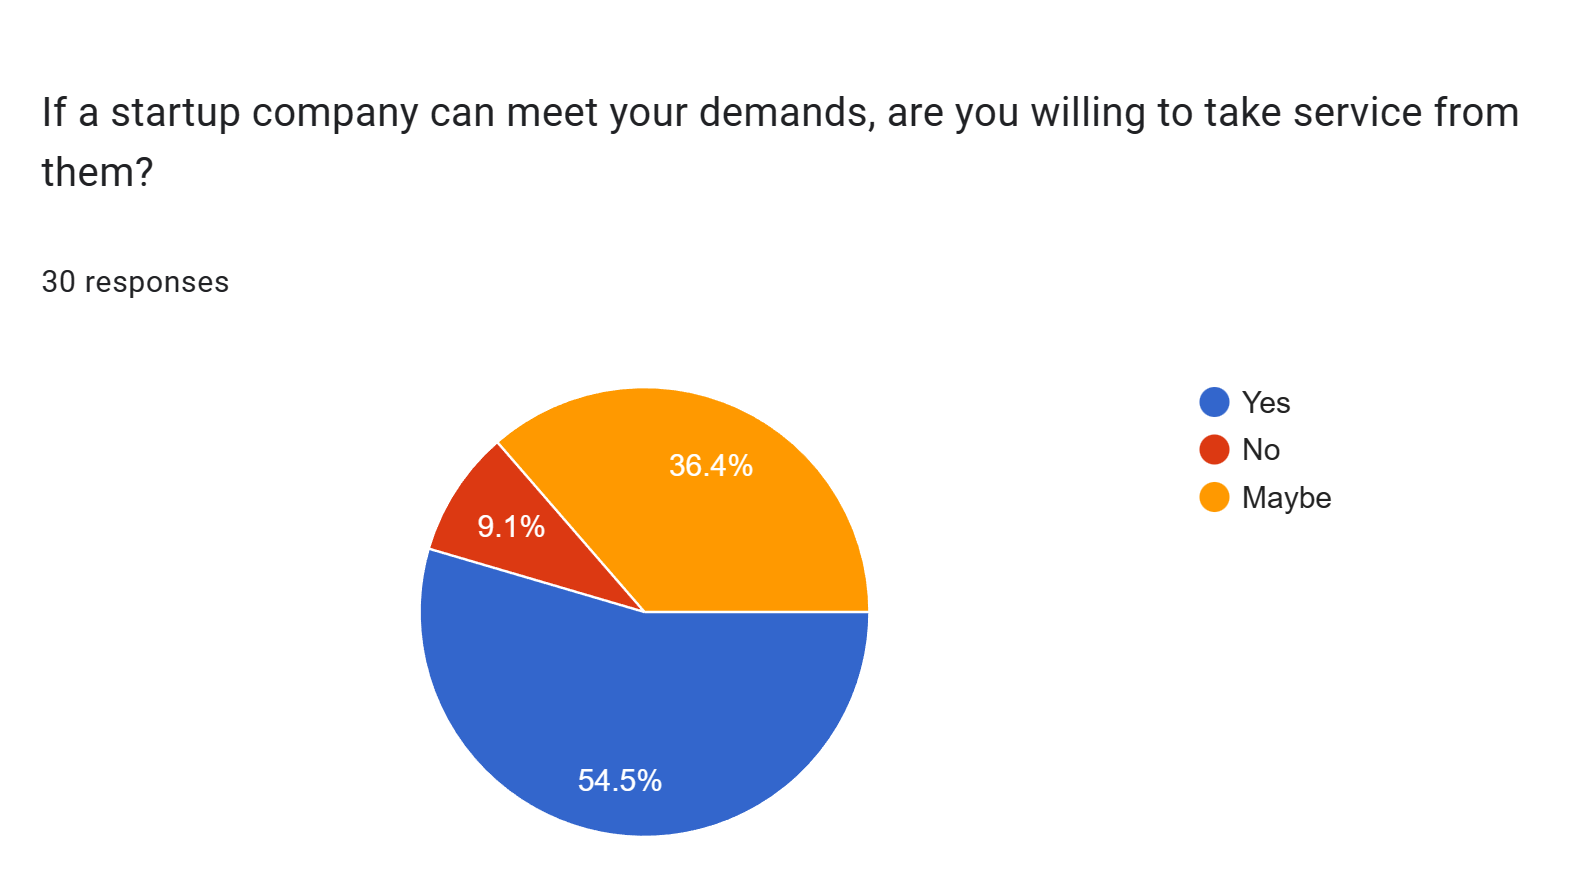 If a startup company can meet your demands, are you willing to take service from
them?
30 responses
Yes
No
Maybe
36.4%
9.1%
54.5%